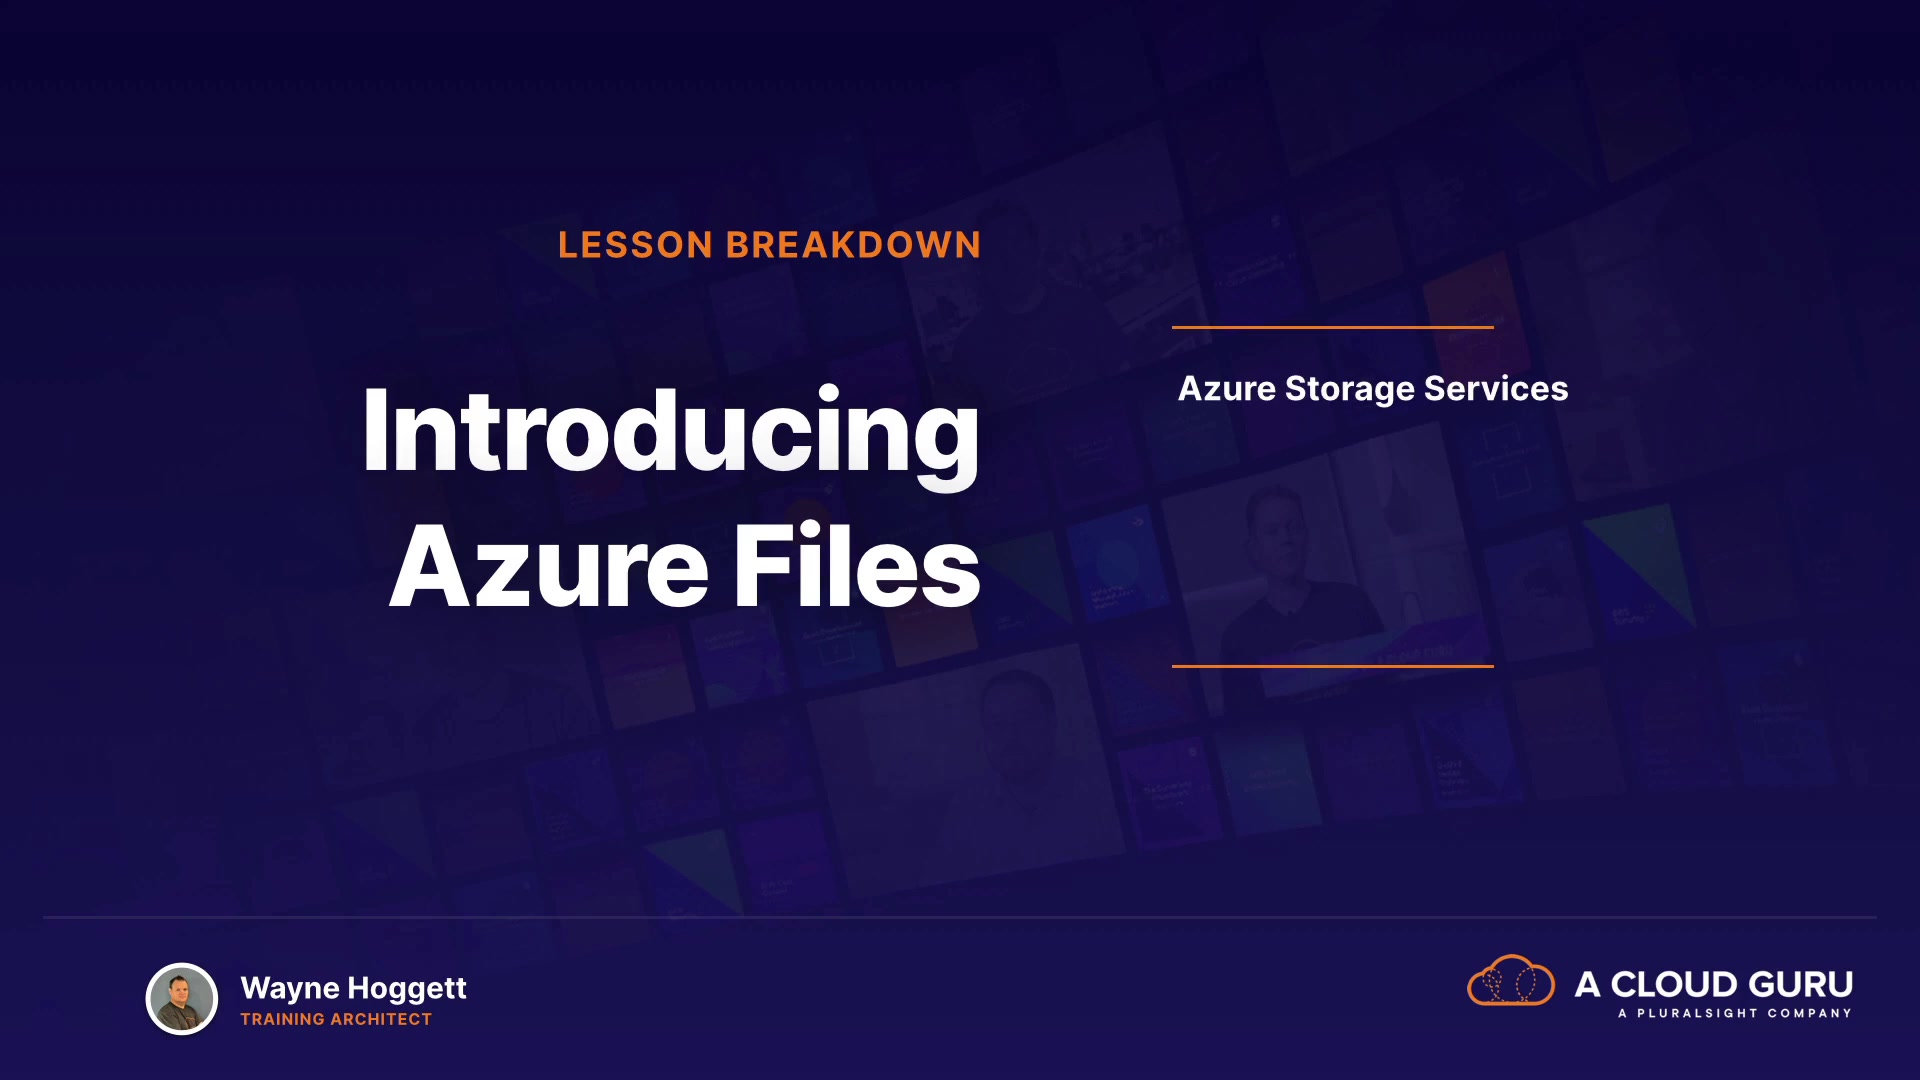 LESSON BREAKDOWN
Introducing
Azure Files
Azure Storage Services
Wayne Hoggett
TRAINING ARCHITECT
A CLOUD GURU
A PLURALSIGHT COMPANY